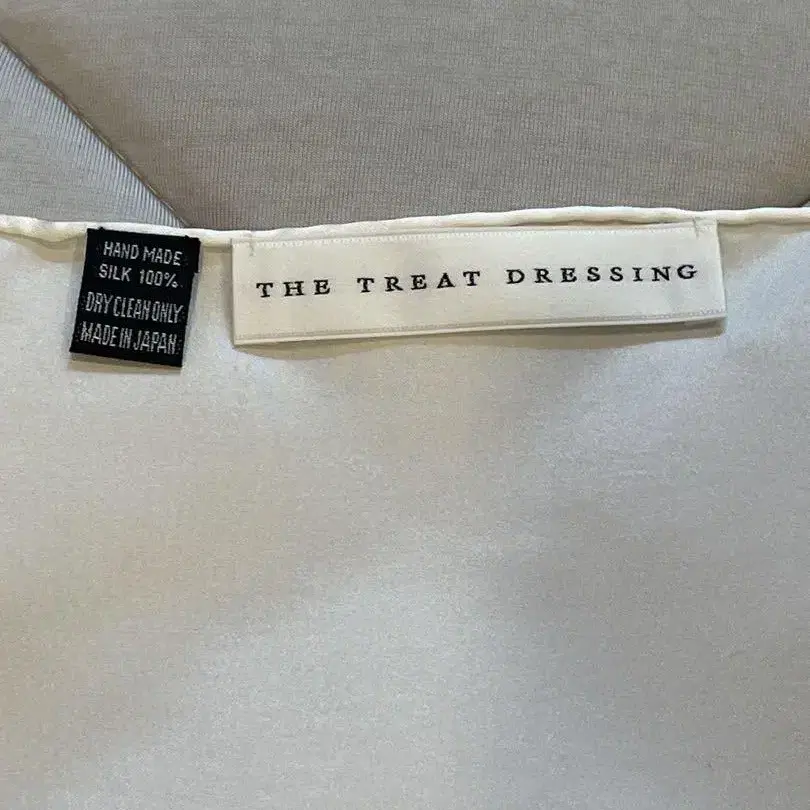 HAND MADE
SILK 100%
DRY CLEAN ONLY
MADE IN JAPAN
THE TREAT DRESSING